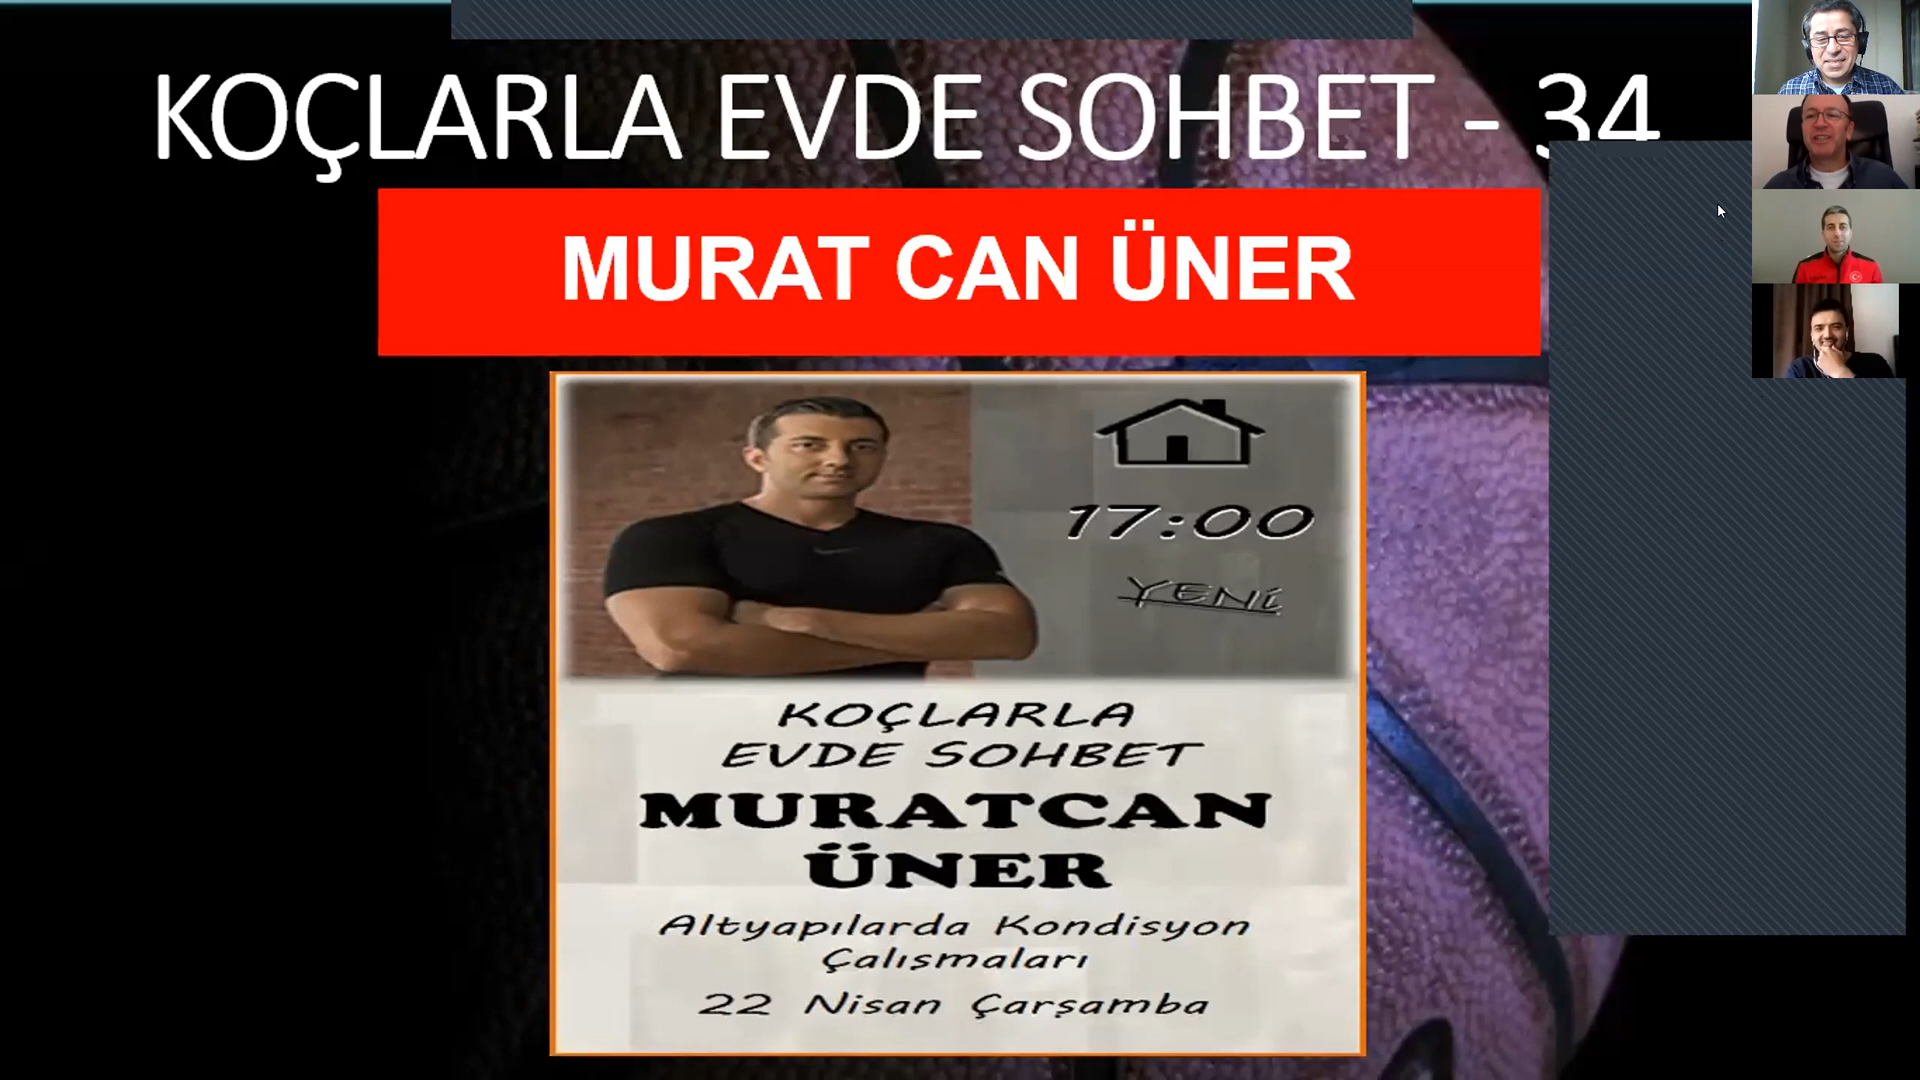 KOÇLARLA EVDE SOHBET - 34
MURAT CAN ÜNER
17:00
YENİ
KOÇLARLA
EVDE SOHBET
MURATCAN
ÜNER
Altyapılarda Kondisyon
Çalışmaları
22 Nisan Çarşamba